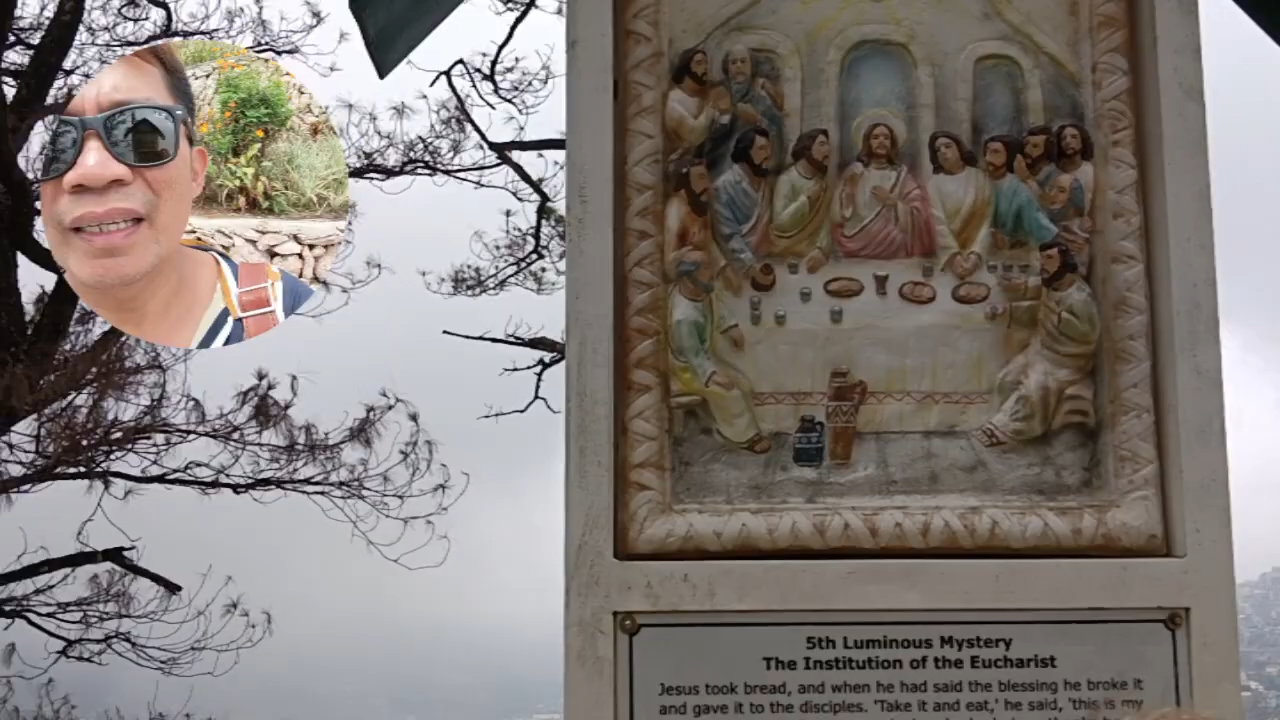 5th Luminous Mystery
The Institution of the Eucharist
Jesus took bread, and when he had said the blessing he broke it
and gave it to the disciples. 'Take it and eat,' he said, 'this is my